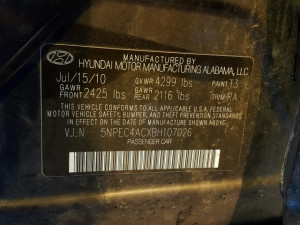 MANUFACTURED BY
HYUNDAI MOTOR MANUFACTURING ALABAMA, LLC
Jul/15/10 GVWR 4299 lbs PAINT I3
GAWR FRONT 2425 lbs GAWR REAR 2116 lbs TRIM RA
THIS VEHICLE CONFORMS TO ALL APPLICABLE U.S.A. FEDERAL
MOTOR VEHICLE SAFETY, BUMPER, AND THEFT PREVENTION
STANDARDS IN EFFECT ON THE DATE OF MANUFACTURE
SHOWN ABOVE.
V.I.N 5NPEC4ACXBH107026
PASSENGER CAR